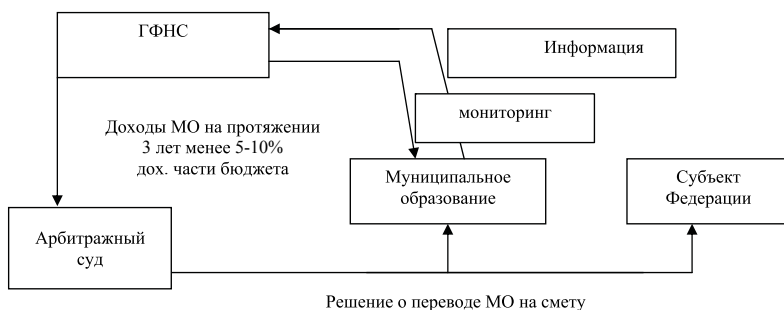 ГФНС
Информация
мониторинг
Доходы МО на протяжении
3 лет менее 5-10%
дох. части бюджета
Муниципальное
образование
Субъект
Федерации
Арбитражный
суд
Решение о переводе МО на смету